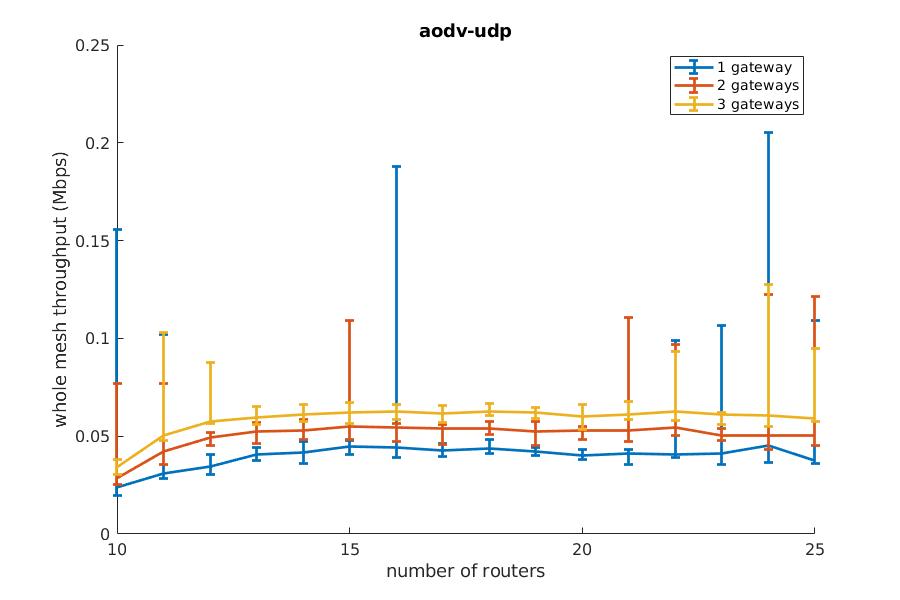 aodv-udp
0.25
0.2
0.15
0.1
0.05
0
whole mesh throughput (Mbps)
1 gateway
2 gateways
3 gateways
10
15
20
25
number of routers